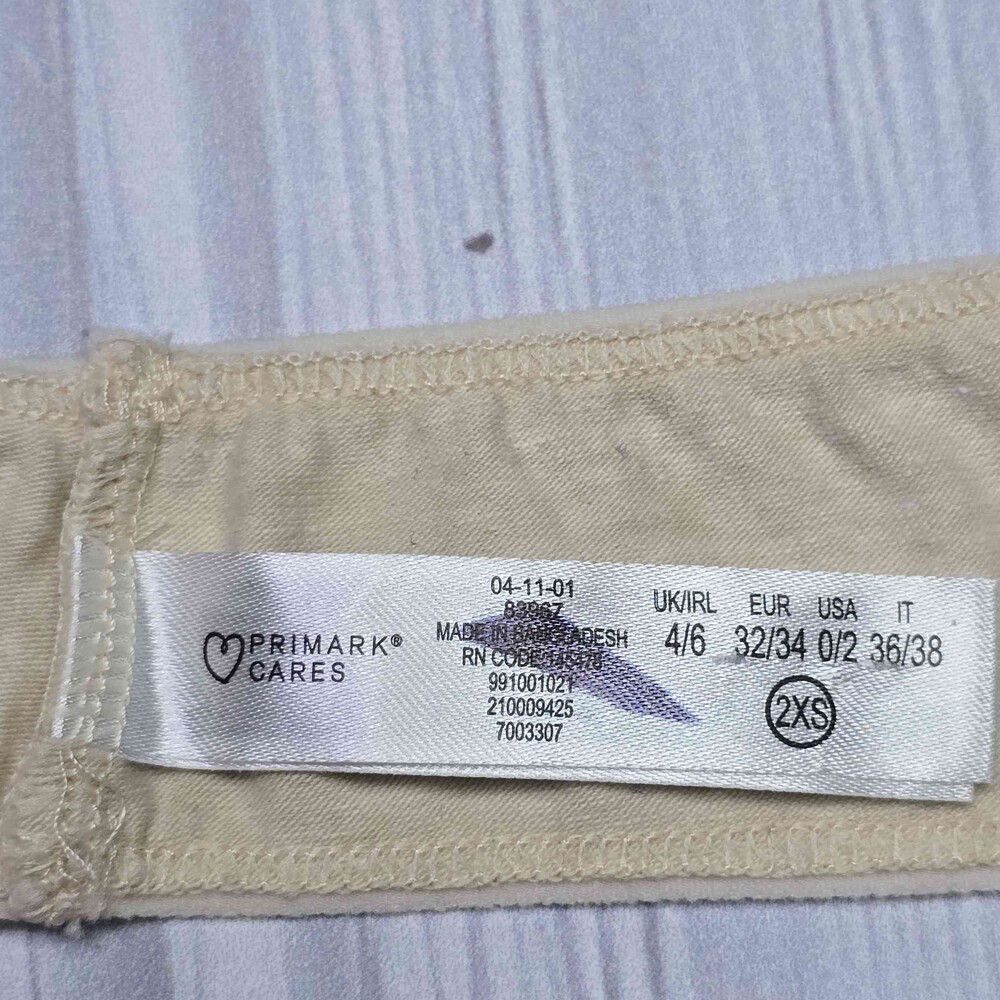 PRIMARK®
CARES
04-11-01
MADE IN BANGLADESH
RN CODE
991001021
210009425
7003307
UK/IRL EUR USA IT
4/6 32/34 0/2 36/38
2XS